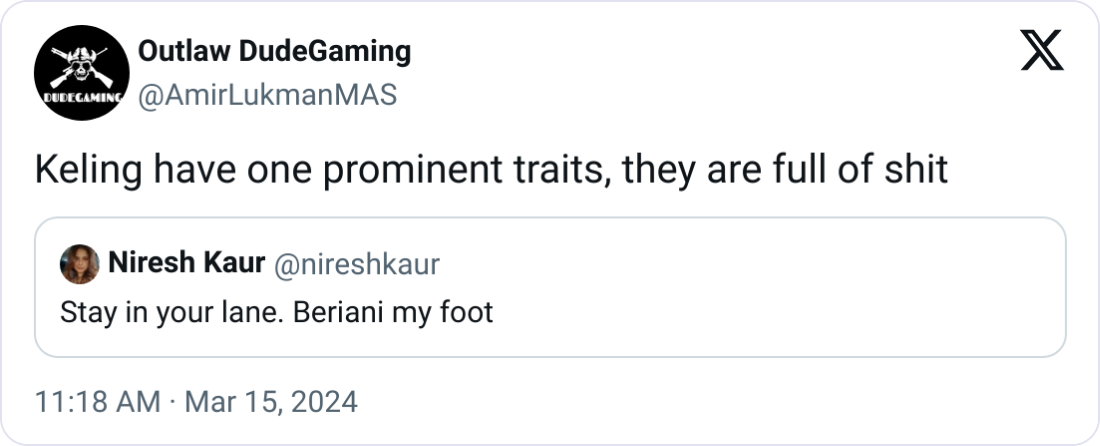 Outlaw DudeGaming
@AmirLukmanMAS
DUDEGAMING
Keling have one prominent traits, they are full of shit
Niresh Kaur @nireshkaur
Stay in your lane. Beriani my foot
11:18 AM · Mar 15, 2024